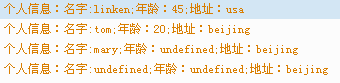 个人信息：名字:linken;年龄：45;地址：usa
个人信息：名字:tom;年龄：20;地址：beijing
个人信息：名字:mary;年龄：undefined;地址：beijing
个人信息：名字:undefined;年龄：undefined;地址：beijing